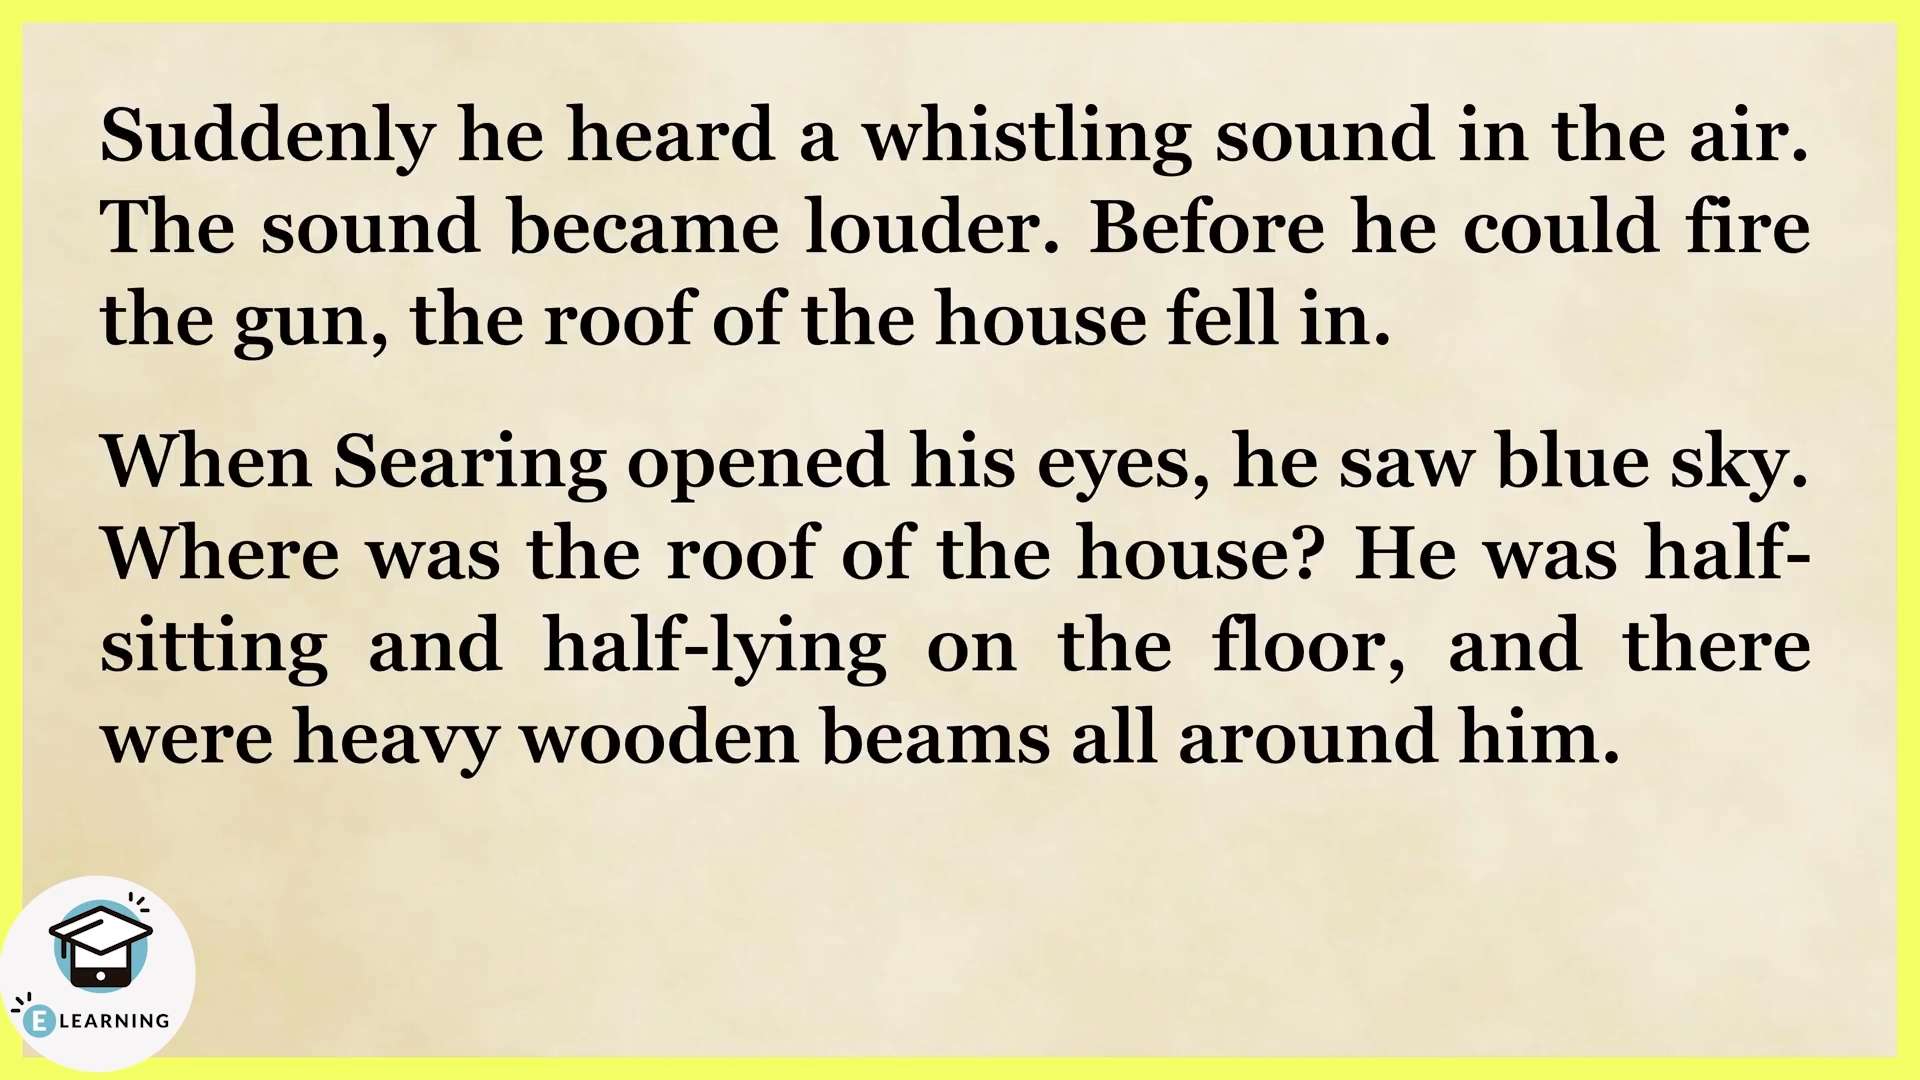 Suddenly he heard a whistling sound in the air.
The sound became louder. Before he could fire
the gun, the roof of the house fell in.
When Searing opened his eyes, he saw blue sky.
Where was the roof of the house? He was half-
sitting and half-lying on the floor, and there
were heavy wooden beams all around him.
E LEARNING